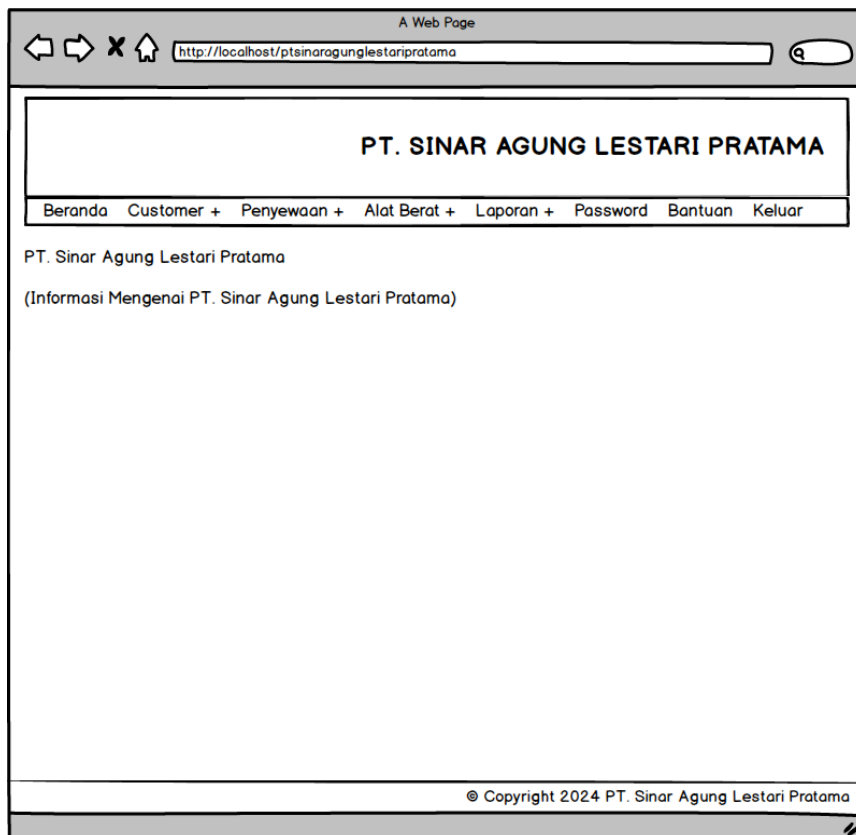 A Web Page
http://localhost/ptsinaragunglestaripratama
PT. SINAR AGUNG LESTARI PRATAMA
Beranda Customer + Penyewaan + Alat Berat + Laporan + Password Bantuan Keluar
PT. Sinar Agung Lestari Pratama
(Informasi Mengenai PT. Sinar Agung Lestari Pratama)
© Copyright 2024 PT. Sinar Agung Lestari Pratama